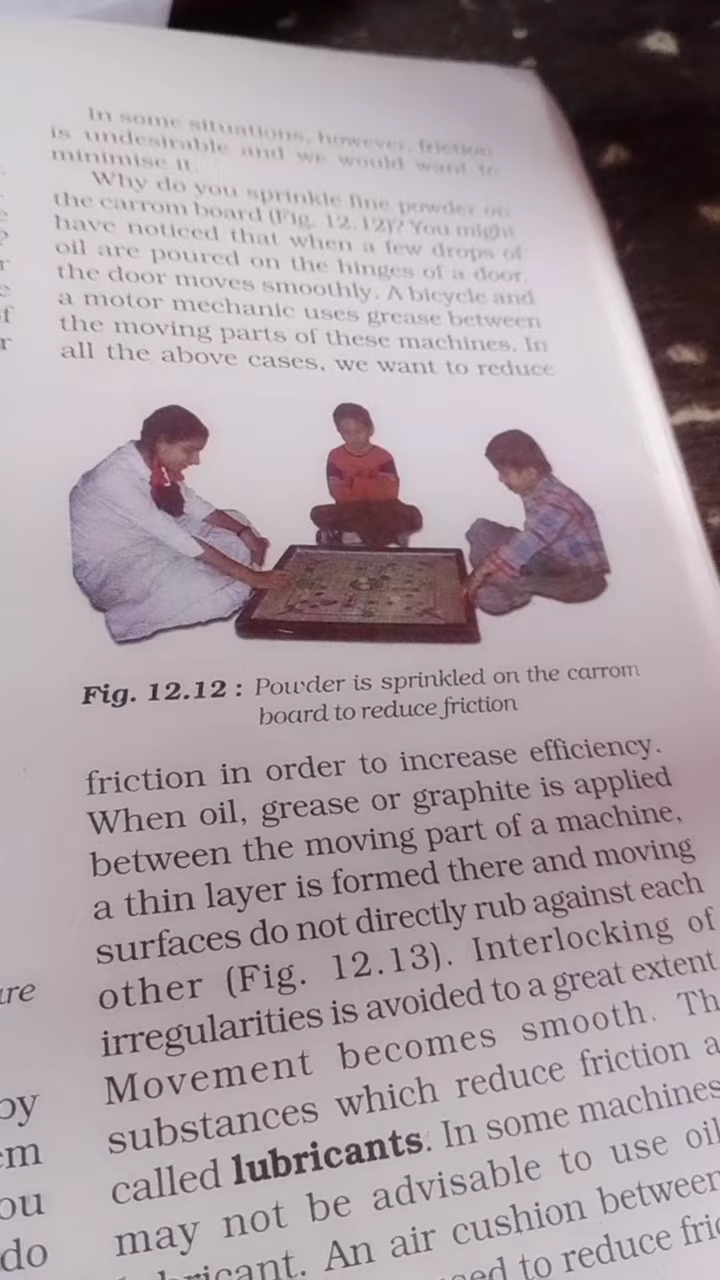 In some situations, however, friction
is undesirable and we would want to
minimise it.
Why do you sprinkle fine powder on
the carrom board (Fig. 12.12)? You might
have noticed that when a few drops of
oil are poured on the hinges of a door,
the door moves smoothly. A bicycle and
a motor mechanic uses grease between
the moving parts of these machines. In
all the above cases, we want to reduce
Fig. 12.12 : Powder is sprinkled on the carrom
board to reduce friction
friction in order to increase efficiency.
When oil, grease or graphite is applied
between the moving part of a machine,
a thin layer is formed there and moving
surfaces do not directly rub against each
other (Fig. 12.13). Interlocking of
irregularities is avoided to a great extent
Movement becomes smooth. Th
substances which reduce friction a
called lubricants. In some machines
may not be advisable to use oil
bricant. An air cushion between
sed to reduce fric
ure
by
em
ou
do